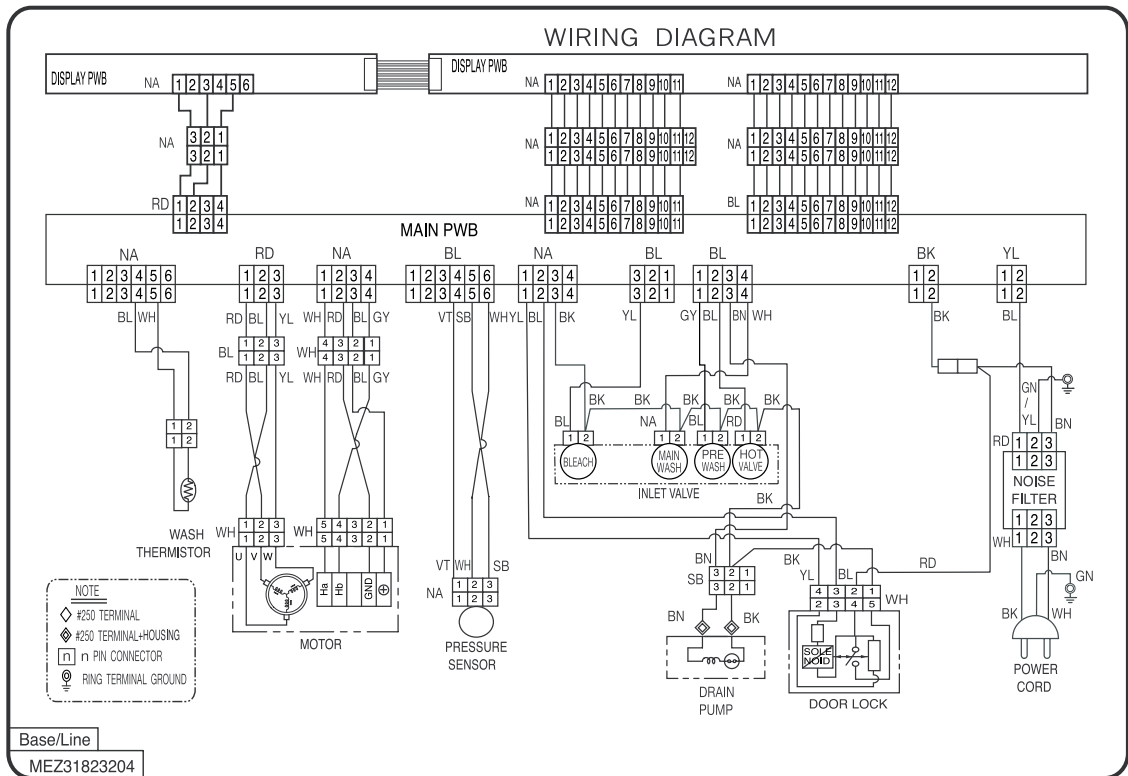 WIRING DIAGRAM
DISPLAY PWB
NA 1 2 3 4 5 6
DISPLAY PWB
NA 1 2 3 4 5 6 7 8 9 10 11
NA 1 2 3 4 5 6 7 8 9 10 11 12
NA
3 2 1
3 2 1
NA
1 2 3 4 5 6 7 8 9 10 11 12
1 2 3 4 5 6 7 8 9 10 11 12
NA
1 2 3 4 5 6 7 8 9 10 11 12
1 2 3 4 5 6 7 8 9 10 11 12
RD
1 2 3 4
1 2 3 4
NA
1 2 3 4 5 6 7 8 9 10 11
1 2 3 4 5 6 7 8 9 10 11
BL
1 2 3 4 5 6 7 8 9 10 11 12
1 2 3 4 5 6 7 8 9 10 11 12
MAIN PWB
NA RD NA BL NA BL BL BK YL
1 2 3 4 5 6 1 2 3 1 2 3 4 1 2 3 4 5 6 1 2 3 4 3 2 1 1 2 3 4 1 2 1 2
1 2 3 4 5 6 1 2 3 1 2 3 4 1 2 3 4 5 6 1 2 3 4 3 2 1 1 2 3 4 1 2 1 2
BL WH RD BL YL WH RD BL GY VT SB WH YL BL BK YL GY BL BN WH BK BL
BL
1 2 3
1 2 3
WH
4 3 2 1
4 3 2 1
RD BL YL WH RD BL GY
1 2
1 2
WASH
THERMISTOR
WH
1 2 3
1 2 3
U V W
WH
5 4 3 2 1
5 4 3 2 1
Ha Hb GND
MOTOR
VT WH SB
NA
1 2 3
1 2 3
PRESSURE
SENSOR
BK BK BK BK
BL 1 2
NA 1 2
BL 1 2
RD 1 2
BLEACH
MAIN
WASH
PRE
WASH
HOT
VALVE
INLET VALVE
BK
BN
SB
3 2 1
3 2 1
BN BK
DRAIN
PUMP
BK
YL BL RD
4 3 2 1
2 3 4 5
WH
SOLE
NOID
DOOR LOCK
GN
/
YL
BN
RD
1 2 3
1 2 3
NOISE
FILTER
1 2 3
1 2 3
WH
BN
GN
BK WH
POWER
CORD
NOTE
#250 TERMINAL
#250 TERMINAL+HOUSING
n n PIN CONNECTOR
RING TERMINAL GROUND
Base/Line
MEZ31823204